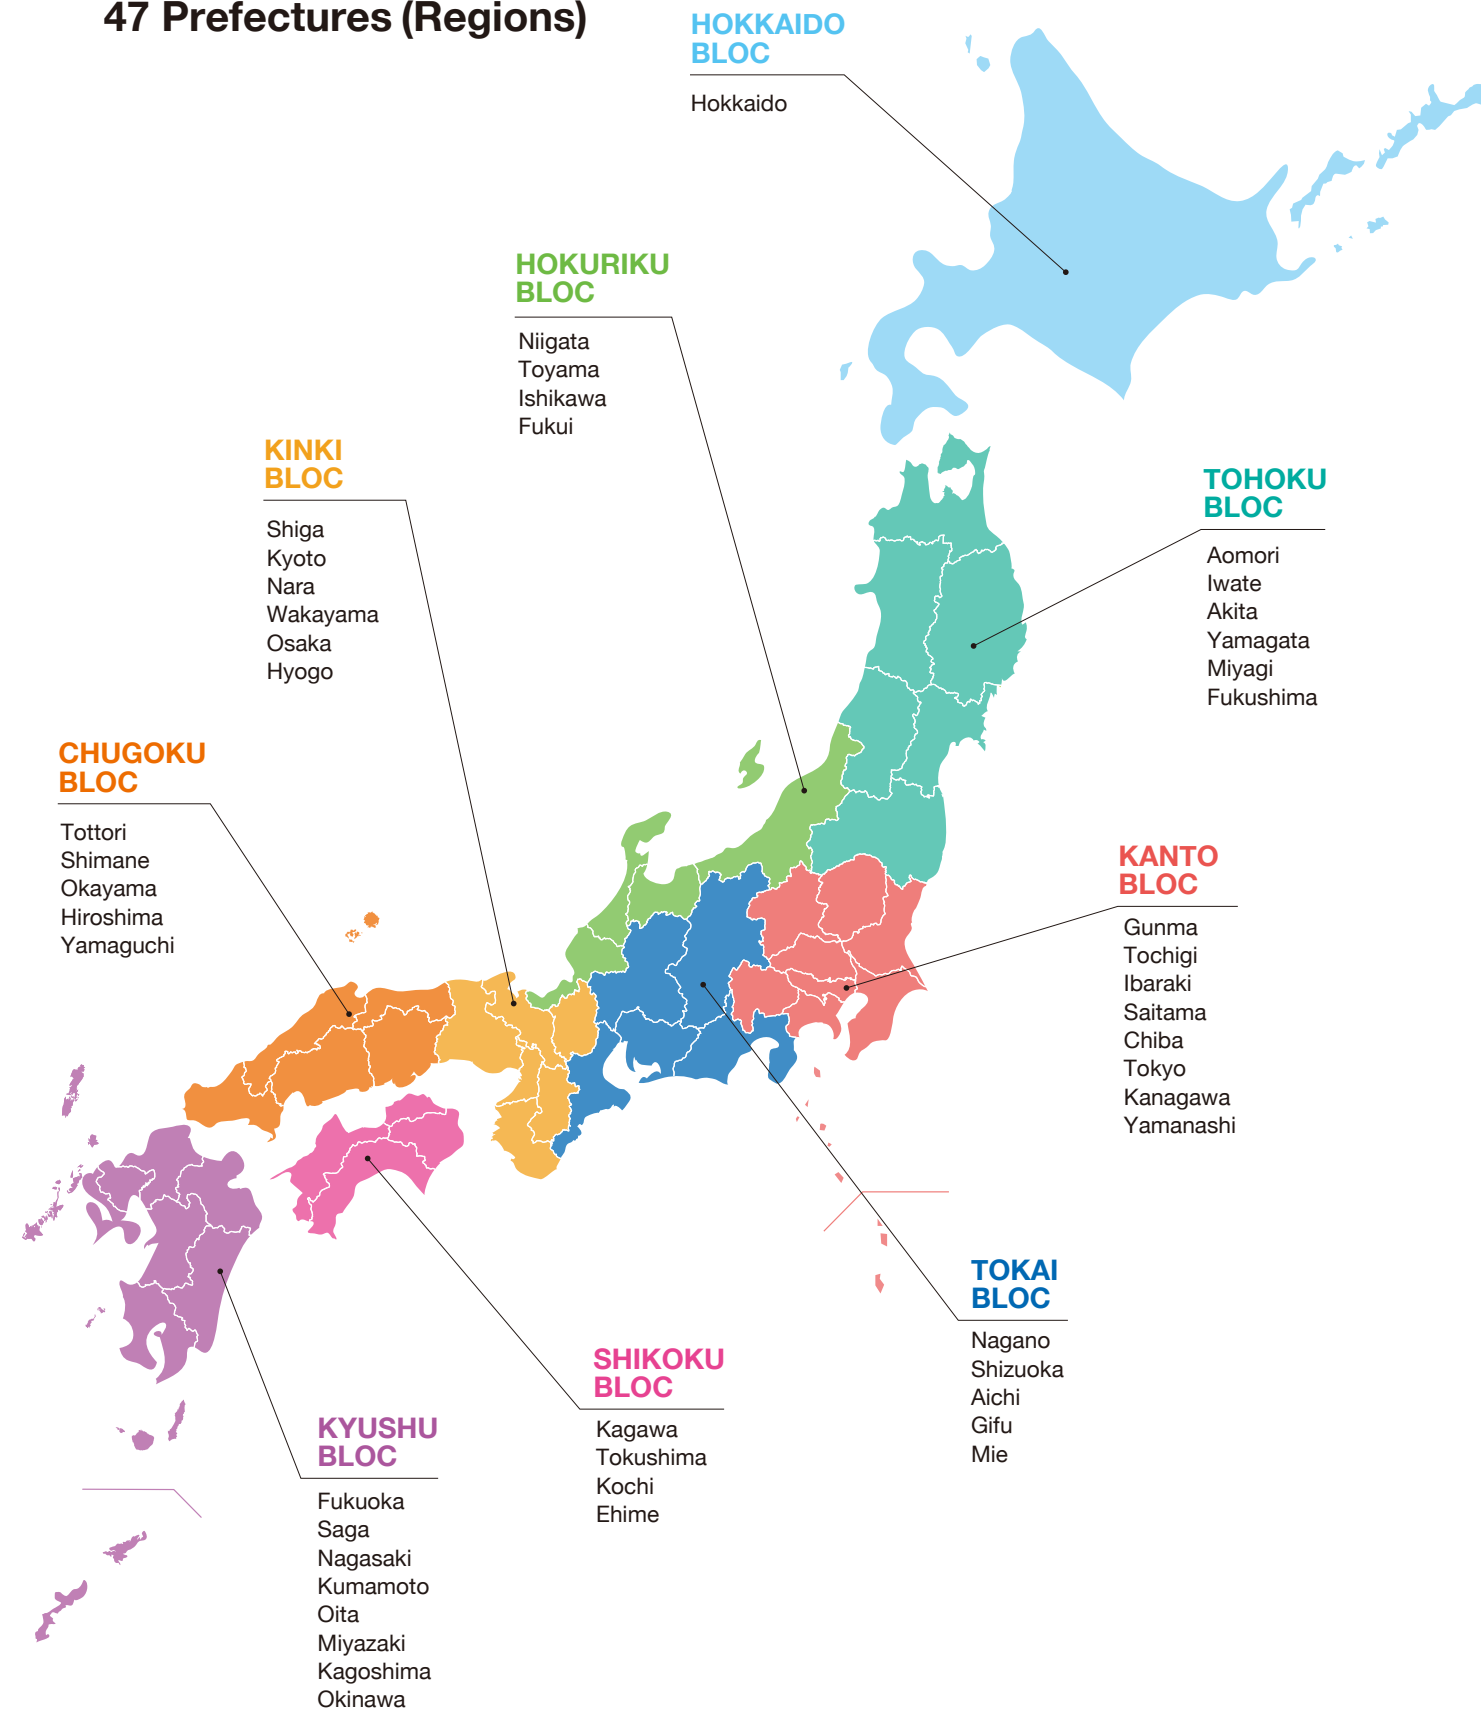 47 Prefectures (Regions)
HOKKAIDO
BLOC
Hokkaido
HOKURIKU
BLOC
Niigata
Toyama
Ishikawa
Fukui
KINKI
BLOC
Shiga
Kyoto
Nara
Wakayama
Osaka
Hyogo
TOHOKU
BLOC
Aomori
Iwate
Akita
Yamagata
Miyagi
Fukushima
CHUGOKU
BLOC
Tottori
Shimane
Okayama
Hiroshima
Yamaguchi
KANTO
BLOC
Gunma
Tochigi
Ibaraki
Saitama
Chiba
Tokyo
Kanagawa
Yamanashi
TOKAI
BLOC
Nagano
Shizuoka
Aichi
Gifu
Mie
SHIKOKU
BLOC
Kagawa
Tokushima
Kochi
Ehime
KYUSHU
BLOC
Fukuoka
Saga
Nagasaki
Kumamoto
Oita
Miyazaki
Kagoshima
Okinawa